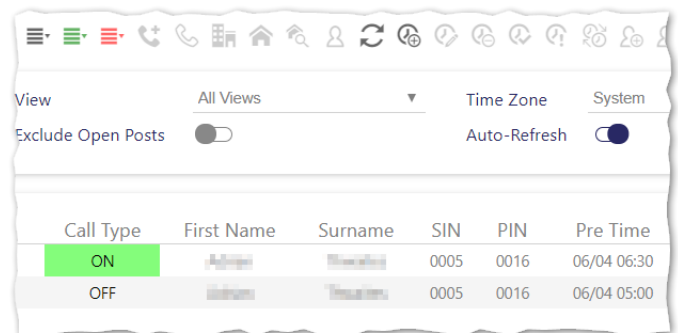 View All Views ▼ Time Zone System
Exclude Open Posts Auto-Refresh
Call Type First Name Surname SIN PIN Pre Time
ON 0005 0016 06/04 06:30
OFF 0005 0016 06/04 05:00